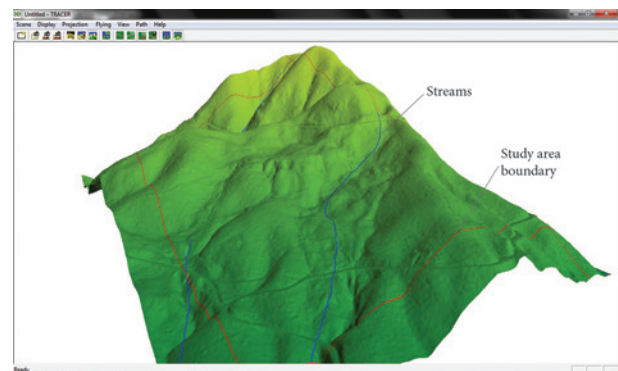 Untitled - TRACER
Scene Display Projection Flying View Path Help
Streams
Study area
boundary
Ready